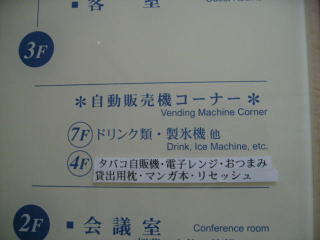 ■ 客 室
3F
＊自動販売機コーナー＊
Vending Machine Corner
7F ドリンク類・製氷機 他
Drink, Ice Machine, etc.
4F タバコ自販機・電子レンジ・おつまみ
貸出用枕・マンガ本・リセッシュ
2F ■ 会 議 室
Conference room